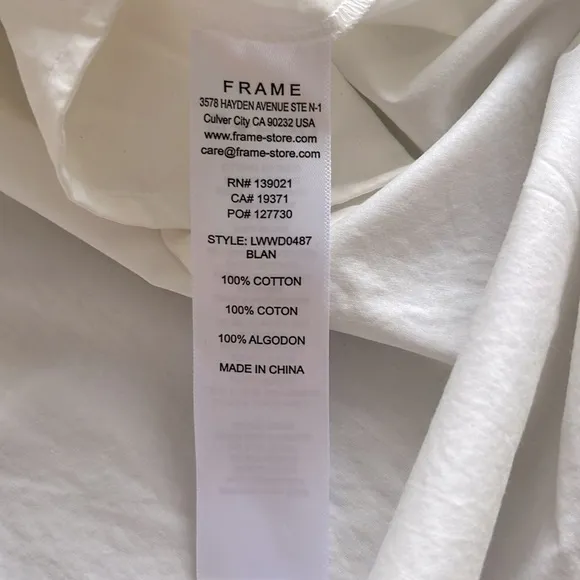 FRAME
3578 HAYDEN AVENUE STE N-1
Culver City CA 90232 USA
www.frame-store.com
care@frame-store.com
RN# 139021
CA# 19371
PO# 127730
STYLE: LWWD0487
BLAN
100% COTTON
100% COTON
100% ALGODON
MADE IN CHINA